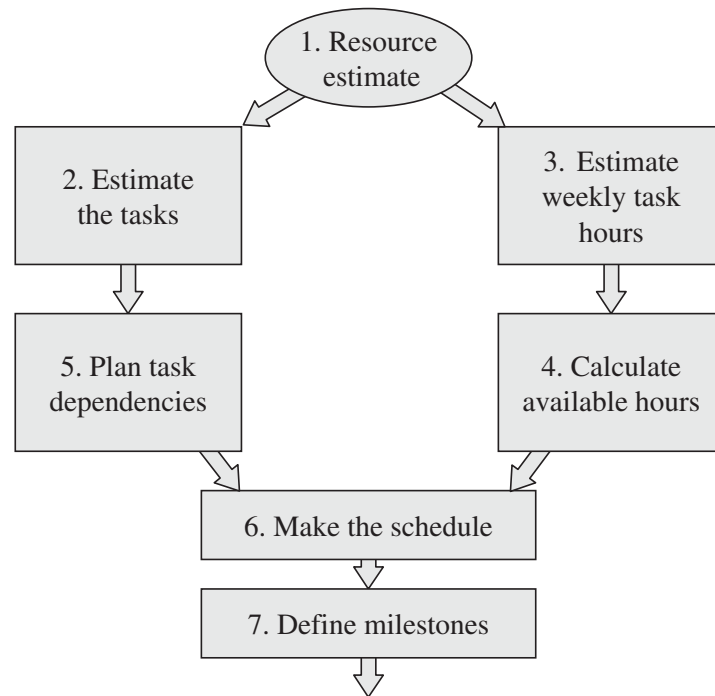 1. Resource
estimate
2. Estimate
the tasks
3. Estimate
weekly task
hours
5. Plan task
dependencies
4. Calculate
available hours
6. Make the schedule
7. Define milestones